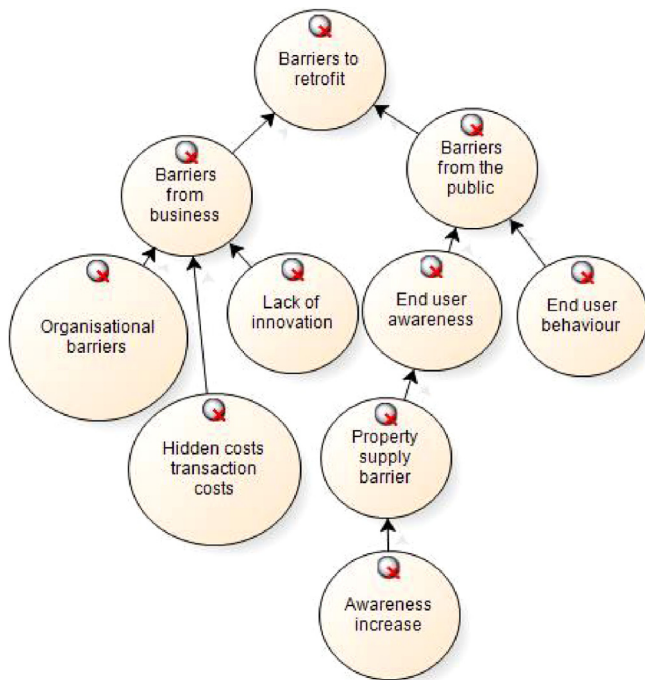 Barriers to
retrofit
Barriers
from
business
Barriers
from the
public
Organisational
barriers
Lack of
innovation
End user
awareness
End user
behaviour
Hidden costs
transaction
costs
Property
supply
barrier
Awareness
increase